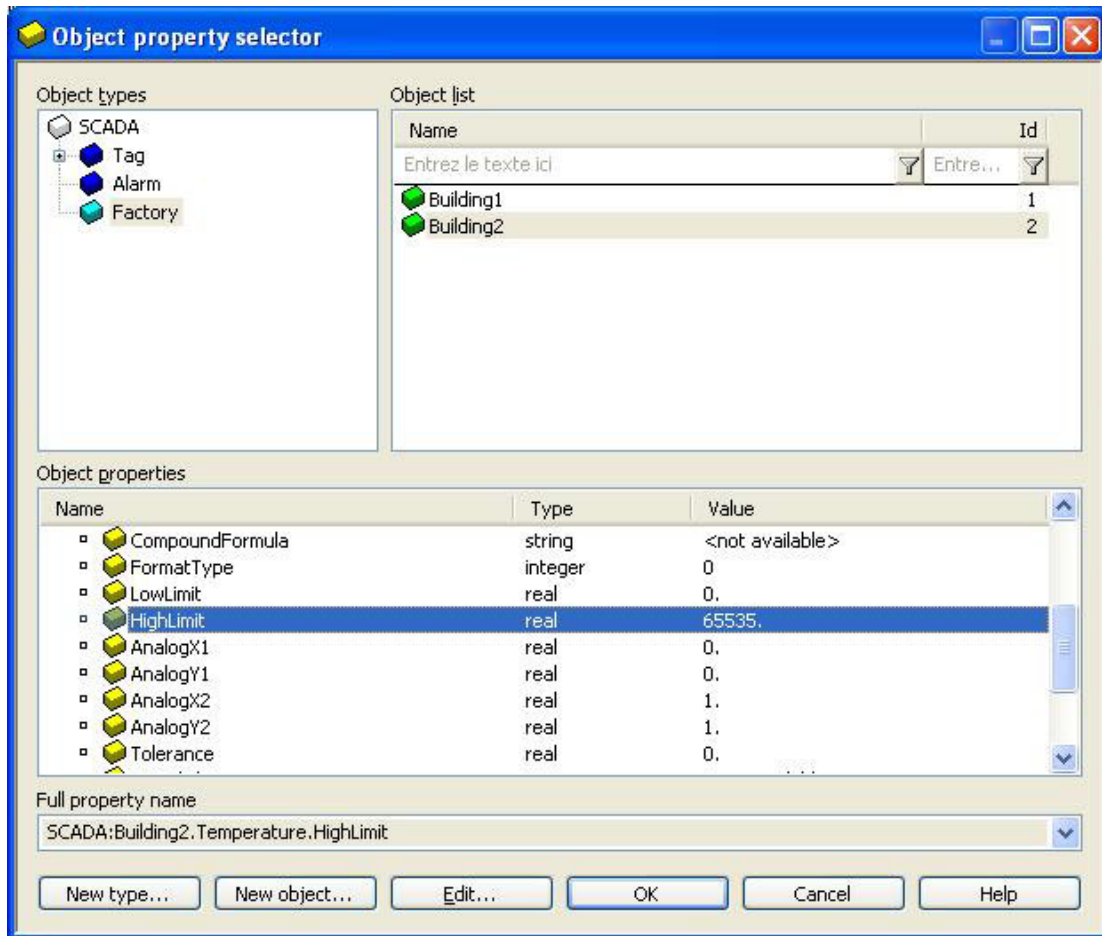 Object property selector
Object types
SCADA
Tag
Alarm
Factory
Object list
Name Id
Entrez le texte ici Entre...
Building1 1
Building2 2
Object properties
Name Type Value
CompoundFormula string <not available>
FormatType integer 0
LowLimit real 0.
HighLimit real 65535.
AnalogX1 real 0.
AnalogY1 real 0.
AnalogX2 real 1.
AnalogY2 real 1.
Tolerance real 0.
Full property name
SCADA:Building2.Temperature.HighLimit
New type... New object... Edit... OK Cancel Help